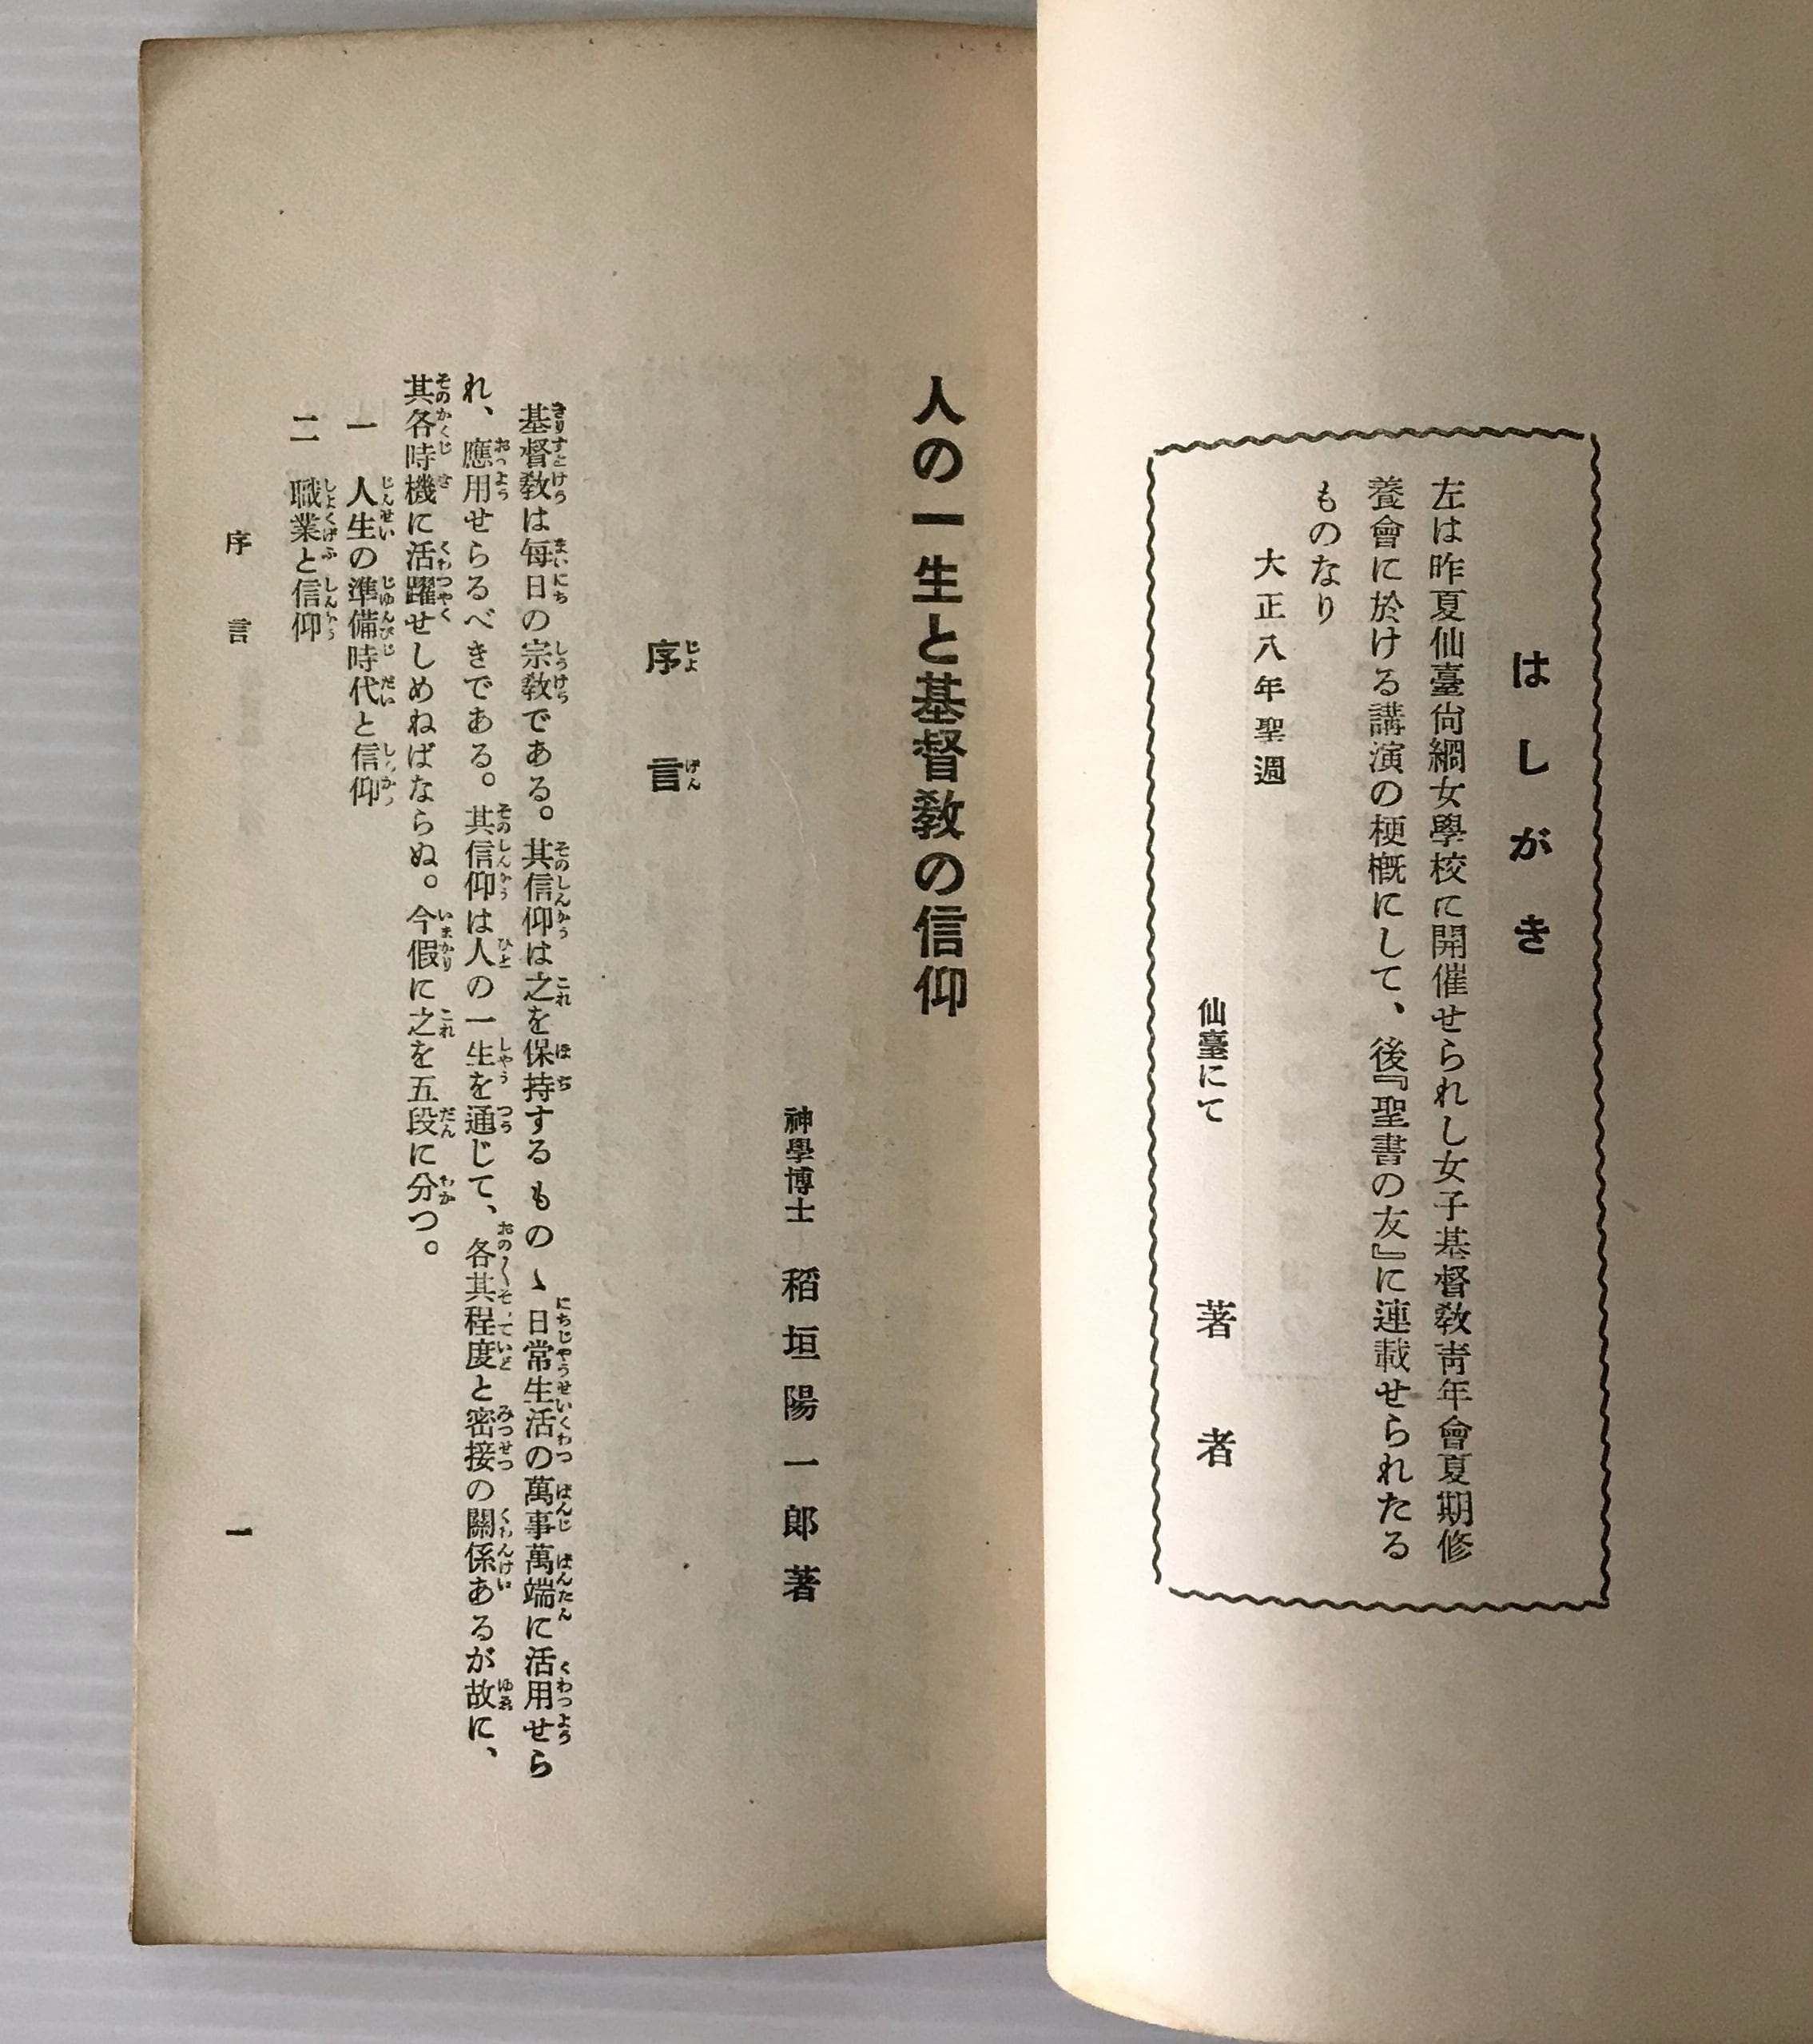 はしがき
左は昨夏仙臺尙綱女學校に開催せられし女子基督敎靑年會夏期修
養會に於ける講演の梗槪にして、後『聖書の友』に連載せられたる
ものなり
大正八年聖週
仙臺にて　著者
人の一生と基督敎の信仰
神學博士　稻垣陽一郎著
序言
基督敎は每日の宗敎である。其信仰は之を保持するものゝ日常生活の萬事萬端に活用せら
れ、應用せらるべきである。其信仰は人の一生を通じて、各其程度と密接の關係あるが故に、
其各時機に活躍せしめねばならぬ。今假に之を五段に分つ。
一　人生の準備時代と信仰
二　職業と信仰
序言
一